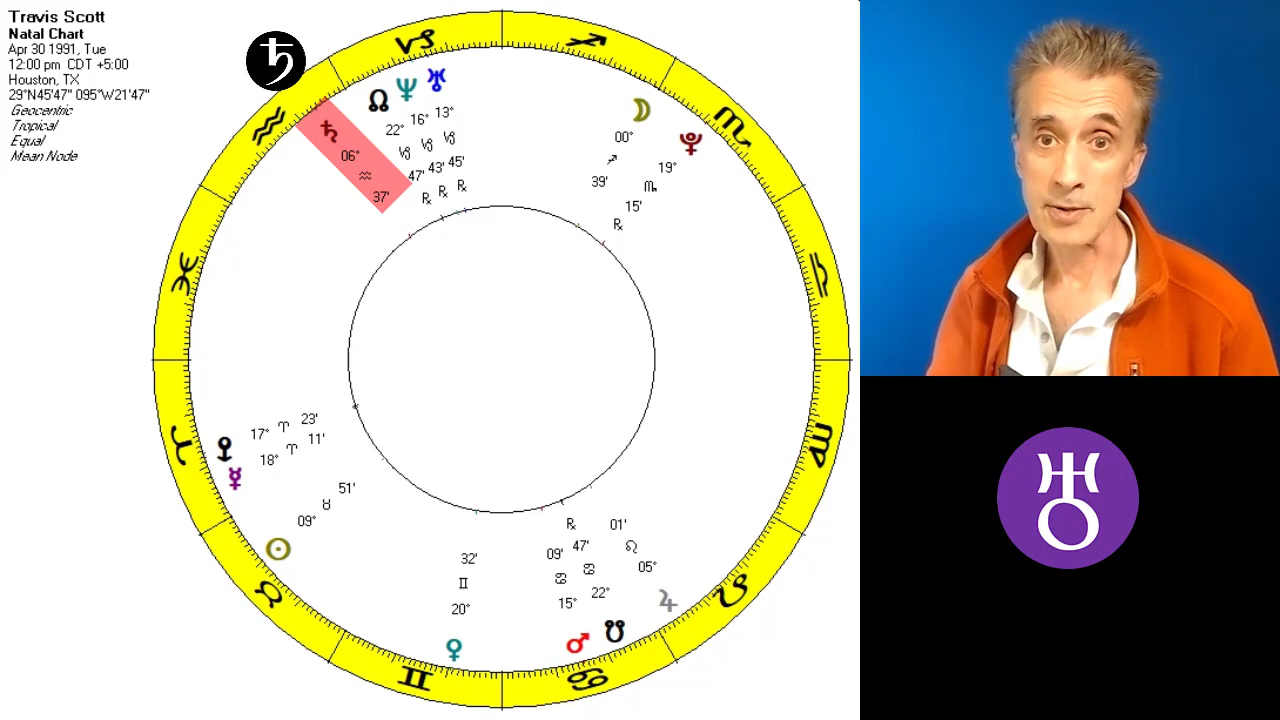 Travis Scott
Natal Chart
Apr 30 1991, Tue
12:00 pm CDT +5:00
Houston, TX
29°N45'47" 095°W21'47"
Geocentric
Tropical
Equal
Mean Node
♑ ♐
♄
♒ ♏
♓ ♎
♈ ♍
♉ ♌
♊ ♋
♄ 06° ♒ 37'
☊ 22° ♑ 47' ℞
♆ 16° ♑ 43' ℞
♅ 13° ♑ 45' ℞
☽ 00° ♐ 39'
♇ 19° ♏ 15' ℞
⚷ 17° ♈ 23'
☿ 18° ♈ 11'
☉ 09° ♉ 51'
♀ 20° ♊ 32'
♂ 15° ♋ 09'
☋ 22° ♋ 47' ℞
♃ 05° ♌ 01'
♅